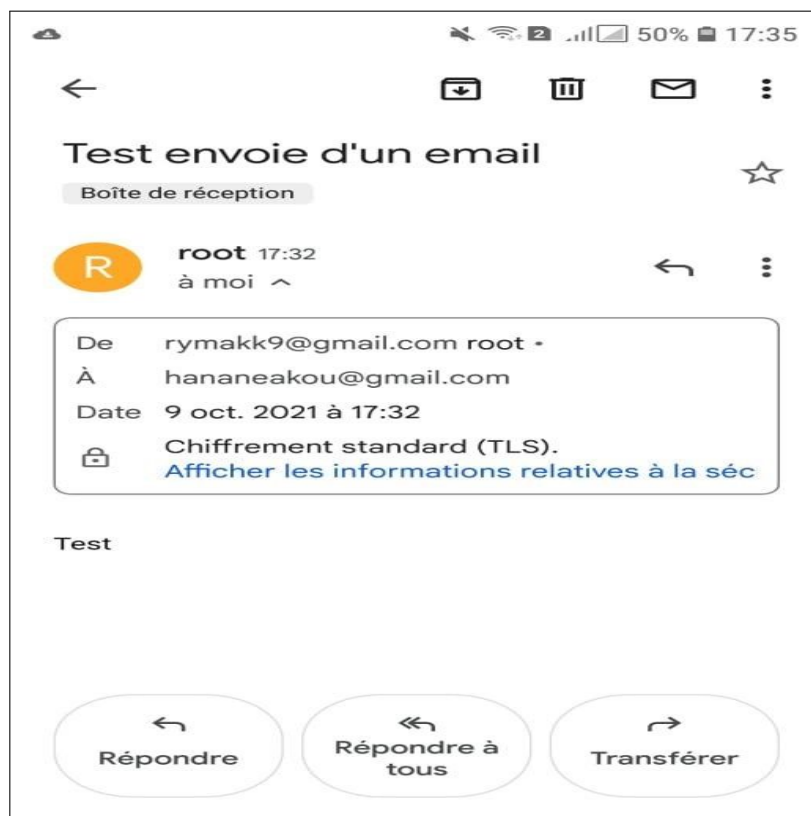 2 50% 17:35
Test envoie d'un email
Boîte de réception
R
root 17:32
à moi
De rymakk9@gmail.com root •
À hananeakou@gmail.com
Date 9 oct. 2021 à 17:32
Chiffrement standard (TLS).
Afficher les informations relatives à la séc
Test
Répondre
Répondre à
tous
Transférer